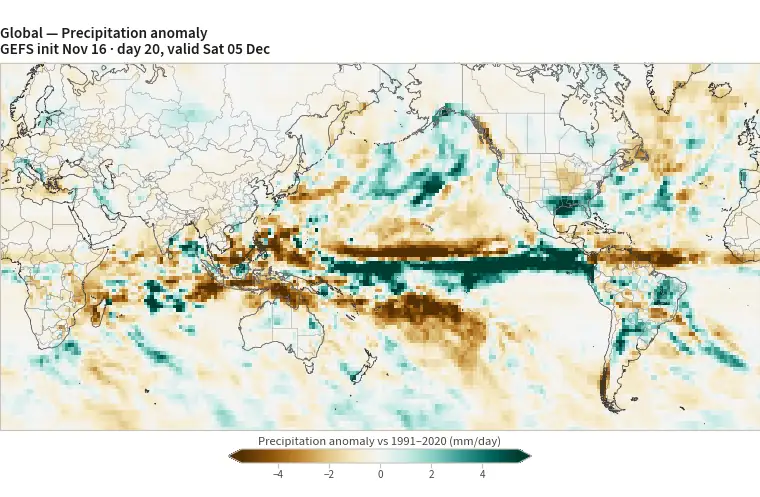 Global — Precipitation anomaly
GEFS init Nov 16 · day 20, valid Sat 05 Dec
Precipitation anomaly vs 1991–2020 (mm/day)
−4 −2 0 2 4